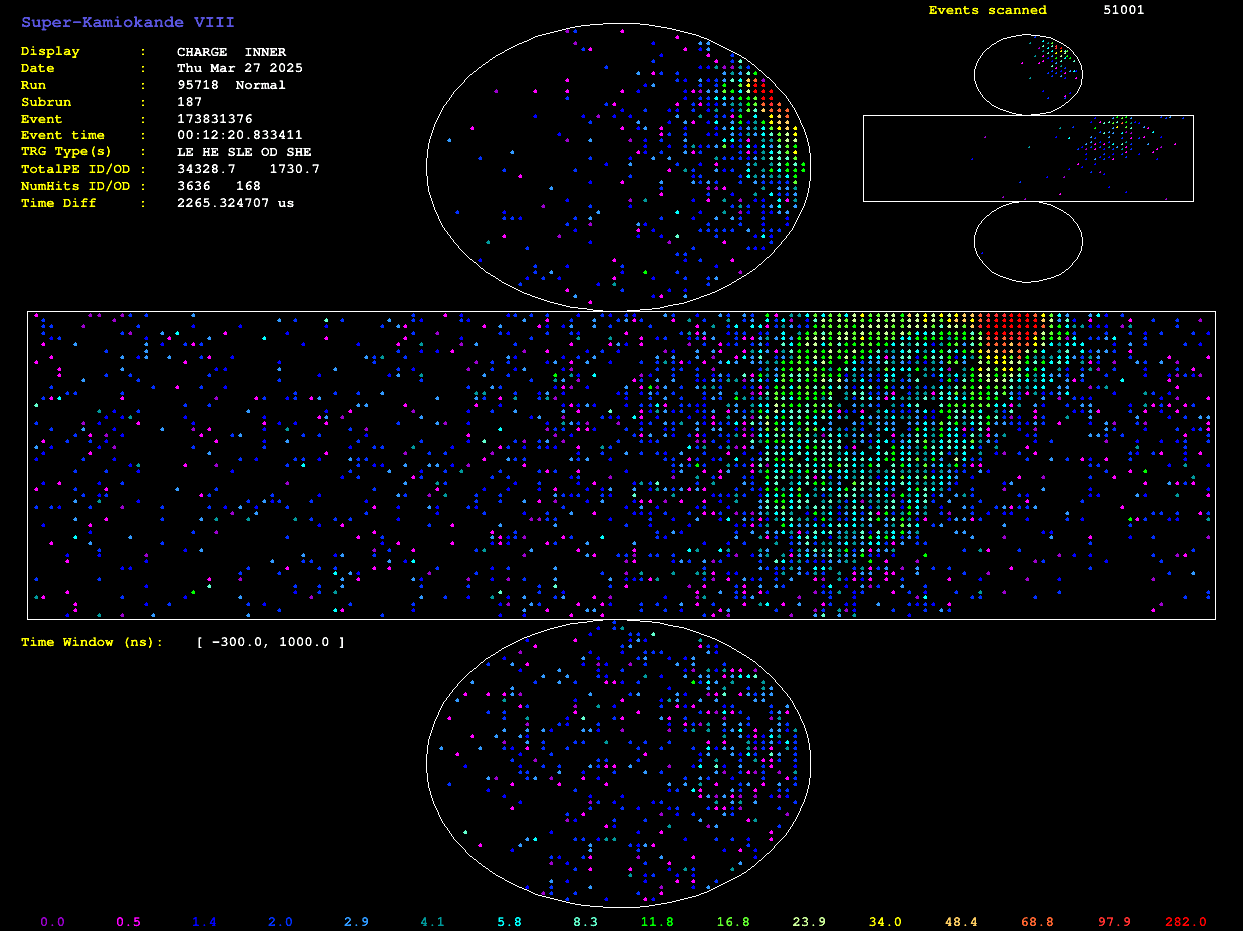 Super-Kamiokande VIII
Events scanned 51001
Display : CHARGE INNER
Date : Thu Mar 27 2025
Run : 95718 Normal
Subrun : 187
Event : 173831376
Event time : 00:12:20.833411
TRG Type(s) : LE HE SLE OD SHE
TotalPE ID/OD : 34328.7 1730.7
NumHits ID/OD : 3636 168
Time Diff : 2265.324707 us
Time Window (ns): [ -300.0, 1000.0 ]
0.0 0.5 1.4 2.0 2.9 4.1 5.8 8.3 11.8 16.8 23.9 34.0 48.4 68.8 97.9 282.0